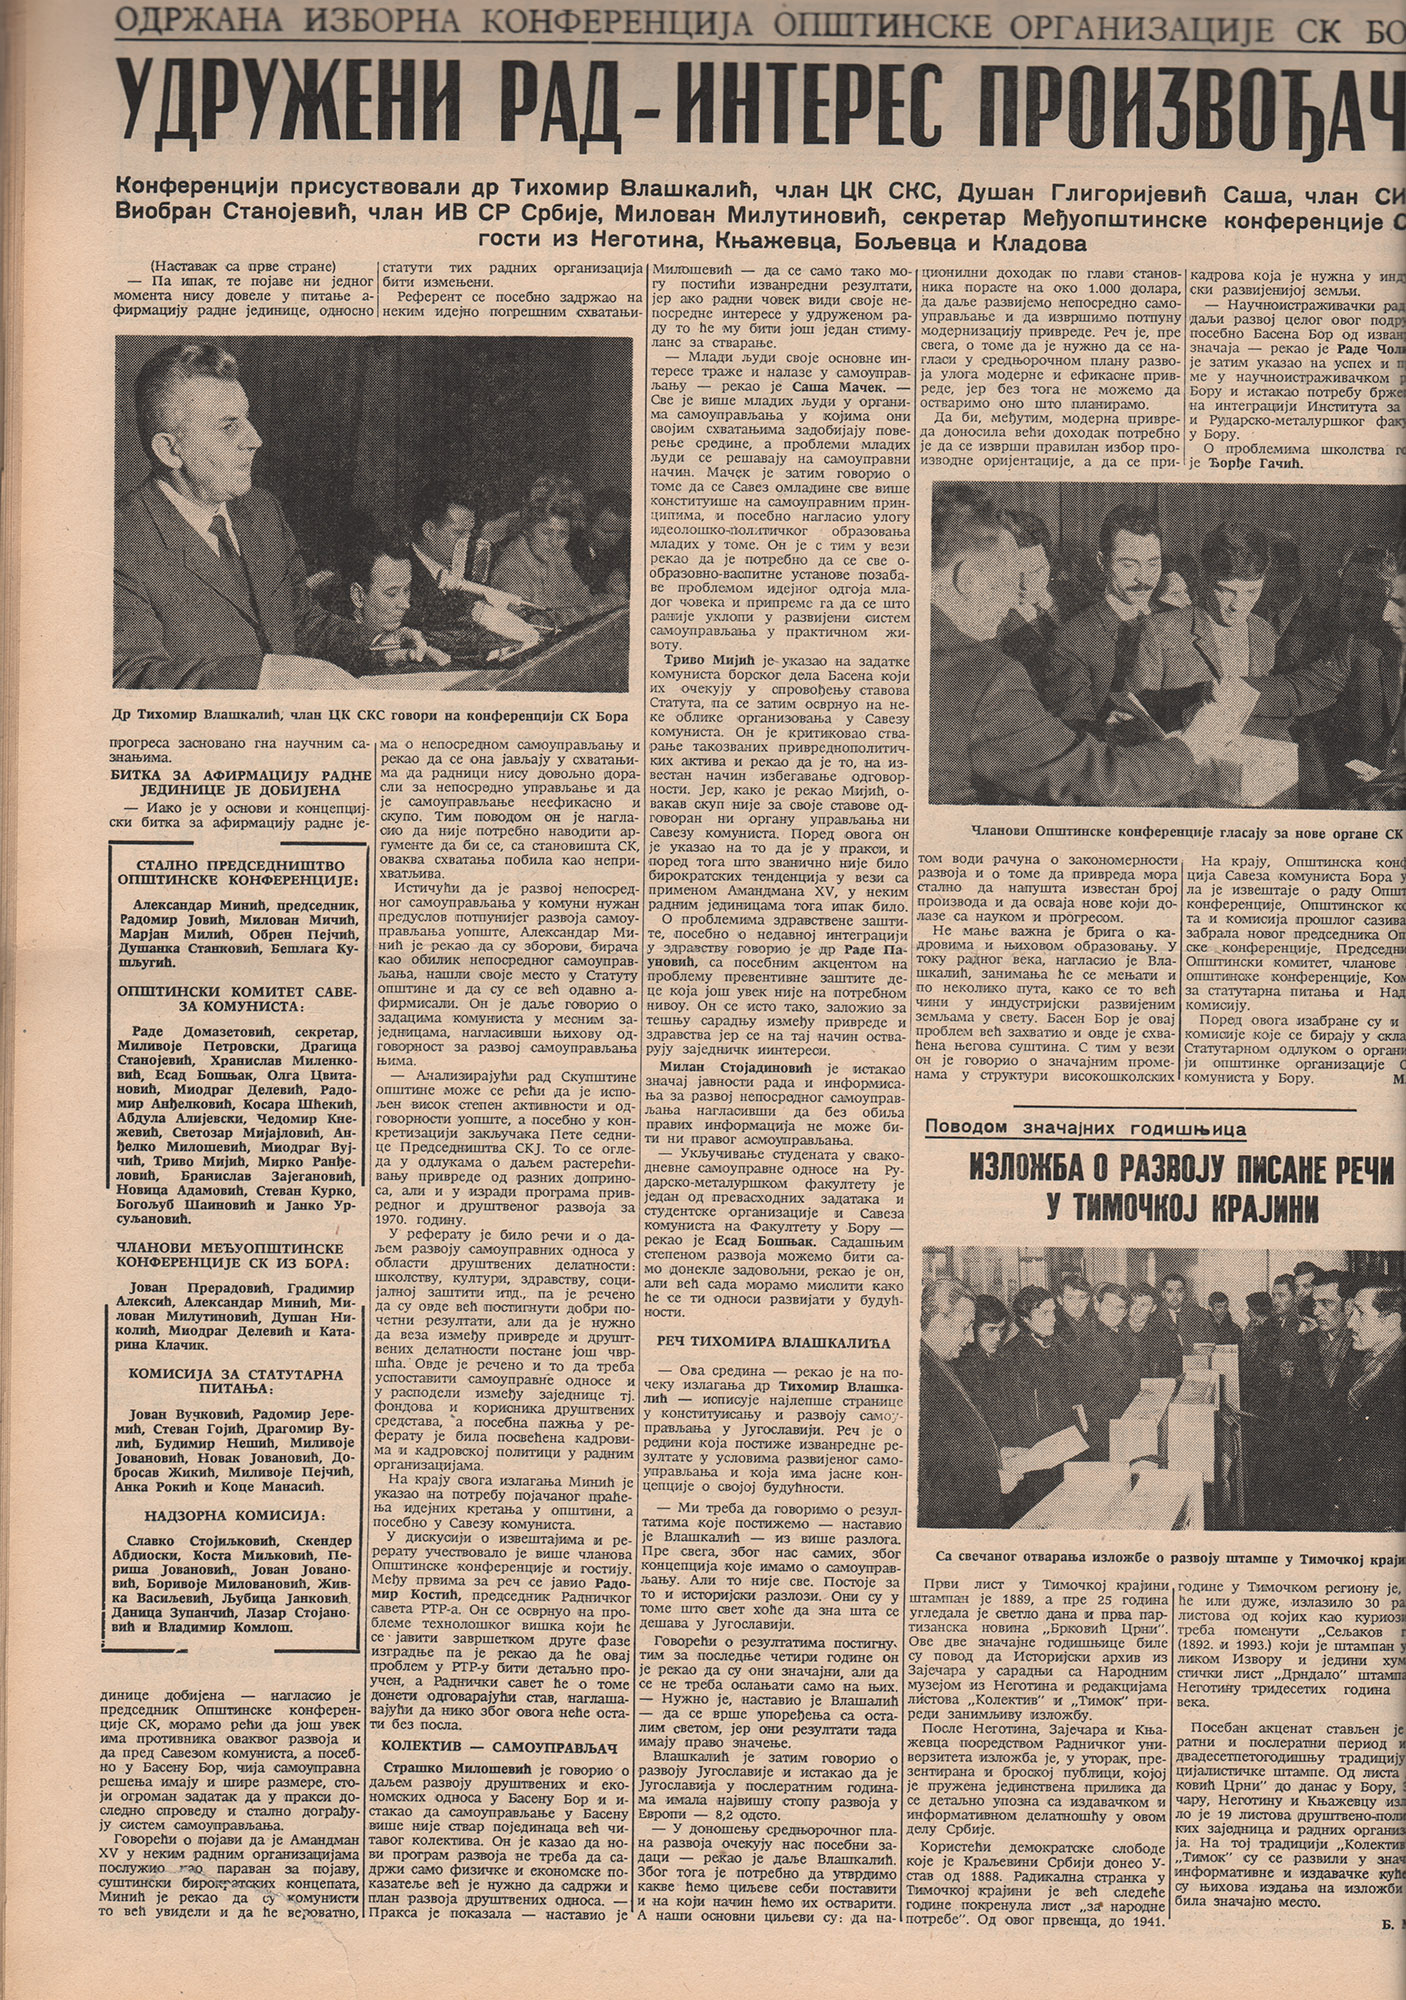 ОДРЖАНА ИЗБОРНА КОНФЕРЕНЦИЈА ОПШТИНСКЕ ОРГАНИЗАЦИЈЕ СК БО
УДРУЖЕНИ РАД – ИНТЕРЕС ПРОИЗВОЂАЧ
Конференцији присуствовали др Тихомир Влашкалић, члан ЦК СКС, Душан Глигоријевић Саша, члан СИ
Виобран Станојевић, члан ИВ СР Србије, Милован Милутиновић, секретар Међуопштинске конференције С
гости из Неготина, Књажевца, Бољевца и Кладова
(Наставак са прве стране)
— Па ипак, те појаве ни једног
момента нису довеле у питање а-
фирмацију радне јединице, односно
статути тих радних организација
бити измењени.
Референт се посебно задржао на
неким идејно погрешним схватањи-
Др Тихомир Влашкалић, члан ЦК СКС говори на конференцији СК Бора
прогреса засновано гна научним са-
знањима.
БИТКА ЗА АФИРМАЦИЈУ РАДНЕ
ЈЕДИНИЦЕ ЈЕ ДОБИЈЕНА
— Иако је у основи и концепциј-
ски битка за афирмацију радне је-
СТАЛНО ПРЕДСЕДНИШТВО
ОПШТИНСКЕ КОНФЕРЕНЦИЈЕ:
Александар Минић, председник,
Радомир Јовић, Милован Мичић,
Марјан Милић, Обрен Пејчић,
Душанка Станковић, Бешлага Ку-
шљугић.
ОПШТИНСКИ КОМИТЕТ САВЕ-
ЗА КОМУНИСТА:
Раде Домазетовић, секретар,
Миливоје Петровски, Драгица
Станојевић, Хранислав Миленко-
вић, Есад Бошњак, Олга Цвита-
новић, Миодраг Делевић, Радо-
мир Анђелковић, Косара Шћекић,
Абдула Алијевски, Чедомир Кне-
жевић, Светозар Мијајловић, Ан-
ђелко Милошевић, Миодраг Вуј-
чић, Триво Мијић, Мирко Ранђе-
ловић, Бранислав Зајегановић,
Новица Адамовић, Стеван Курко,
Богољуб Шаиновић и Јанко Ур-
суљановић.
ЧЛАНОВИ МЕЂУОПШТИНСКЕ
КОНФЕРЕНЦИЈЕ СК ИЗ БОРА:
Јован Прерадовић, Градимир
Алексић, Александар Минић, Ми-
лован Милутиновић, Душан Ни-
колић, Миодраг Делевић и Ката-
рина Клачик.
КОМИСИЈА ЗА СТАТУТАРНА
ПИТАЊА:
Јован Вучковић, Радомир Јере-
мић, Стеван Гојић, Драгомир Ву-
лић, Будимир Нешић, Миливоје
Јовановић, Новак Јовановић, До-
бросав Жикић, Миливоје Пејчић,
Анка Рокић и Коце Манасић.
НАДЗОРНА КОМИСИЈА:
Славко Стојиљковић, Скендер
Абдиоски, Коста Миљковић, Пе-
риша Јовановић,, Јован Јовано-
вић, Боривоје Миловановић, Жив-
ка Васиљевић, Љубица Јанковић
Даница Зупанчић, Лазар Стојано-
вић и Владимир Комлош.
динице добијена — нагласио је
председник Општинске конферен-
ције СК, морамо рећи да још увек
има противника оваквог развоја и
да пред Савезом комуниста, а посеб-
но у Басену Бор, чија самоуправна
решења имају и шире размере, сто-
ји огроман задатак да у пракси до-
следно спроведу и стално дограђу-
ју систем самоуправљања.
Говорећи о појави да је Амандман
XV у неким радним организацијама
послужио као параван за појаву,
суштински бирократских концепата,
Минић је рекао да су комунисти
то већ увидели и да ће вероватно,
ма о непосредном самоуправљању и
рекао да се она јављају у схватањи-
ма да радници нису довољно дора-
сли за непосредно управљање и да
је самоуправљање неефикасно и
скупо. Тим поводом он је нагла-
сио да није потребно наводити ар-
гументе да би се, са становишта СК,
оваква схватања побила као непри-
хватљива.
Истичући да је развој непосред-
ног самоуправљања у комуни нужан
предуслов потпунијег развоја самоу-
прављања уопште, Александар Ми-
нић је рекао да су зборови, бирача
као обилик непосредног самоуправ-
љања, нашли своје место у Статуту
општине и да су се већ одавно а-
фирмисали. Он је даље говорио о
задацима комуниста у месним за-
једницама, нагласивши њихову од-
говорност за развој самоуправљања
њима.
— Анализирајући рад Скупштине
општине може се рећи да је испо-
љен висок степен активности и од-
говорности уопште, а посебно у кон-
кретизацији закључака Пете седни-
це Председништва СКЈ. То се огле-
да у одлукама о даљем растерећи-
вању привреде од разних доприно-
са, али и у изради програма прив-
редног и друштвеног развоја за
1970. годину.
У реферату је било речи и о да-
љем развоју самоуправних односа у
области друштвених делатности:
школству, култури, здравству, соци-
јалној заштити итд., па је речено
да су овде већ постигнути добри по-
четни резултати, али да је нужно
да веза између привреде и друшт-
вених делатности постане још чвр-
шћа. Овде је речено и то да треба
успоставити самоуправне односе и
у расподели између заједнице тј.
фондова и корисника друштвених
средстава, а посебна пажња у ре-
ферату је била посвећена кадрови-
ма и кадровској политици у радним
организацијама.
На крају свога излагања Минић је
указао на потребу појачаног праће-
ња идејних кретања у општини, а
посебно у Савезу комуниста.
У дискусији о извештајима и ре-
рерату учествовало је више чланова
Општинске конференције и гостију.
Међу првима за реч се јавио Радо-
мир Костић, председник Радничког
савета РТР-а. Он се осврнуо на про-
блеме технолошког вишка који ће
се јавити завршетком друге фазе
изградње па је рекао да ће овај
проблем у РТР-у бити детаљно про-
учен, а Раднички савет ће о томе
донети одговарајући став, наглаша-
вајући да нико због овога неће оста-
ти без посла.
КОЛЕКТИВ — САМОУПРАВЉАЧ
Страшко Милошевић је говорио о
даљем развоју друштвених и еко-
номских односа у Басену Бор и и-
стакао да самоуправљање у Басену
више није ствар појединаца већ чи-
тавог колектива. Он је казао да но-
ви програм развоја не треба да са-
држи само физичке и економске по-
казатеље већ је нужно да садржи и
план развоја друштвених односа. —
Пракса је показала — наставио је
Милошевић — да се само тако мо-
гу постићи изванредни резултати,
јер ако радни човек види своје не-
посредне интересе у удруженом ра-
ду то ће му бити још један стиму-
ланс за стварање.
— Млади људи своје основне ин-
тересе траже и налазе у самоуправ-
љању — рекао је Саша Мачек. —
Све је више младих људи у органи-
ма самоуправљања у којима они
својим схватањима задобијају пове-
рење средине, а проблеми младих
људи се решавају на самоуправни
начин. Мачек је затим говорио о
томе да се Савез омладине све више
конституише на самоуправним прин-
ципима, и посебно нагласио улогу
идеолошко-политичког образовања
младих у томе. Он је с тим у вези
рекао да је потребно да се све о-
образовно-васпитне установе позаба-
ве проблемом идејног одгоја мла-
дог човека и припреме га да се што
раније уклопи у развијени систем
самоуправљања у практичном жи-
воту.
Триво Мијић је указао на задатке
комуниста борског дела Басена који
их очекују у спровођењу ставова
Статута, па се затим осврнуо на не-
ке облике организовања у Савезу
комуниста. Он је критиковао ства-
рање такозваних привреднополитич-
ких актива и рекао да је то, на из-
вестан начин избегавање одговор-
ности. Јер, како је рекао Мијић, о-
вакав скуп није за своје ставове од-
говоран ни органу управљања ни
Савезу комуниста. Поред овога он
је указао на то да је у пракси, и
поред тога што званично није било
бирократских тенденција у вези са
применом Амандмана XV, у неким
радним јединицама тога ипак било.
О проблемима здравствене зашти-
те, посебно о недавној интеграцији
у здравству говорио је др Раде Па-
уновић, са посебним акцентом на
проблему превентивне заштите де-
це која још увек није на потребном
нивоу. Он се исто тако, заложио за
тешњу сарадњу између привреде и
здравства јер се на тај начин оства-
рују заједничк иинтереси.
Милан Стојадиновић је истакао
значај јавности рада и информиса-
ња за развој непосредног самоуправ-
љања нагласивши да без обиља
правих информација не може би-
ти ни правог асмоуправљања.
— Укључивање студената у свако-
дневне самоуправне односе на Ру-
дарско-металуршком факултету је
један од превасходних задатака и
студентске организације и Савеза
комуниста на Факултету у Бору —
рекао је Есад Бошњак. Садашњим
степеном развоја можемо бити са-
мо донекле задовољни, рекао је он,
али већ сада морамо мислити како
ће се ти односи развијати у будућ-
ности.
РЕЧ ТИХОМИРА ВЛАШКАЛИЋА
— Ова средина — рекао је на по-
чеку излагања др Тихомир Влашка-
лић — исписује најлепше странице
у конституисању и развоју самоу-
прављања у Југославији. Реч је о
редини која постиже изванредне ре-
зултате у условима развијеног само-
управљања и која има јасне кон-
цепције о својој будућности.
— Ми треба да говоримо о резул-
татима које постижемо — наставио
је Влашкалић — из више разлога.
Пре свега, због нас самих, због
концепција које имамо о самоуправ-
љању. Али то није све. Постоје за
то и историјски разлози. Они су у
томе што свет хоће да зна шта се
дешава у Југославији.
Говорећи о резултатима постигну-
тим за последње четири године он
је рекао да су они значајни, али да
се не треба ослањати само на њих.
— Нужно је, наставио је Влашалић
— да се врше упоређења са оста-
лим светом, јер они резултати тада
имају право значење.
Влашкалић је затим говорио о
развоју Југославије и истакао да је
Југославија у послератним година-
ма имала највишу стопу развоја у
Европи — 8,2 одсто.
— У доношењу средњорочног пла-
на развоја очекују нас посебни за-
даци — рекао је даље Влашкалић.
Због тога је потребно да утврдимо
какве ћемо циљеве себи поставити
и на који начин ћемо их остварити.
А наши основни циљеви су: да на-
ционилни доходак по глави станов-
ника порасте на око 1.000 долара,
да даље развијемо непосредно само-
управљање и да извршимо потпуну
модернизацију привреде. Реч је, пре
свега, о томе да је нужно да се на-
гласи у средњорочном плану разво-
ја улога модерне и ефикасне прив-
реде, јер без тога не можемо да
остваримо оно што планирамо.
Да би, међутим, модерна привре-
да доносила већи доходак потребно
је да се изврши правилан избор про-
изводне оријентације, а да се при-
кадрова која је нужна у инд
ски развијенијој земљи.
— Научноистраживачки рад
даљи развој целог овог подру
посебно Басена Бор од изван
значаја — рекао је Раде Чол
је затим указао на успех и п
ме у научноистраживачком р
Бору и истакао потребу брже
на интеграцији Института за
и Рударско-металуршког фак
у Бору.
О проблемима школства го
је Ђорђе Гачић.
Чланови Општинске конференције гласају за нове органе СК
том води рачуна о закономерности
развоја и о томе да привреда мора
стално да напушта известан број
производа и да осваја нове који до-
лазе са науком и прогресом.
Не мање важна је брига о ка-
дровима и њиховом образовању. У
току радног века, нагласио је Вла-
шкалић, занимања ће се мењати и
по неколико пута, како се то већ
чини у индустријски развијеним
земљама у свету. Басен Бор је овај
проблем већ захватио и овде је схва-
ћена његова суштина. С тим у вези
он је говорио о значајним проме-
нама у структури високошколских
На крају, Општинска конф
ција Савеза комуниста Бора у
ла је извештаје о раду Општ
конференције, Општинског ко
та и комисија прошлог сазива
забрала новог председника Оп
ске конференције, Председни
Општински комитет, чланове
општинске конференције, Ком
за статутарна питања и Над
комисију.
Поред овога изабране су и
комисије које се бирају у скла
Статутарном одлуком о органи
ји општинке организације С
комуниста у Бору.
М.
Поводом значајних годишњица
ИЗЛОЖБА О РАЗВОЈУ ПИСАНЕ РЕЧИ
У ТИМОЧКОЈ КРАЈИНИ
Са свечаног отварања изложбе о развоју штампе у Тимочкој краји
Први лист у Тимочкој крајини
штампан је 1889, а пре 25 година
угледала је светло дана и прва пар-
тизанска новина „Брковић Црни".
Ове две значајне годишњице биле
су повод да Историјски архив из
Зајечара у сарадњи са Народним
музејом из Неготина и редакцијама
листова „Колектив" и „Тимок" при-
реди занимљиву изложбу.
После Неготина, Зајечара и Књa-
жевца посредством Радничког уни-
верзитета изложба је, у уторак, пре-
зентирана и броској публици, којој
је пружена јединствена прилика да
се детаљно упозна са издавачком и
информативном делатношћу у овом
делу Србије.
Користећи демократске слободе
које је Краљевини Србији донео У-
став од 1888. Радикална странка у
Тимочкој крајини је већ следеће
године покренула лист „за народне
потребе". Од овог првенца, до 1941.
године у Тимочком региону је,
ће или дуже, излазило 30 ра
листова од којих као куриоз
треба поменути „Сељаков
(1892. и 1993.) који је штампан у
ликом Извору и једини хум
стички лист „Дрндало" штампа
Неготину тридесетих година
века.
Посебан акценат стављен је
ратни и послератни период и
двадесетпетогодишњу традицију
цијалистичке штампе. Од листа
ковић Црни" до данас у Бору,
чару, Неготину и Књажевцу изл
ло је 19 листова друштвено-поли
ких заједница и радних организ
ја. На тој традицији „Колектив
„Тимок" су се развили у знач
информативне и издавачке куће
су њихова издања на изложби
била значајно место.
Б.